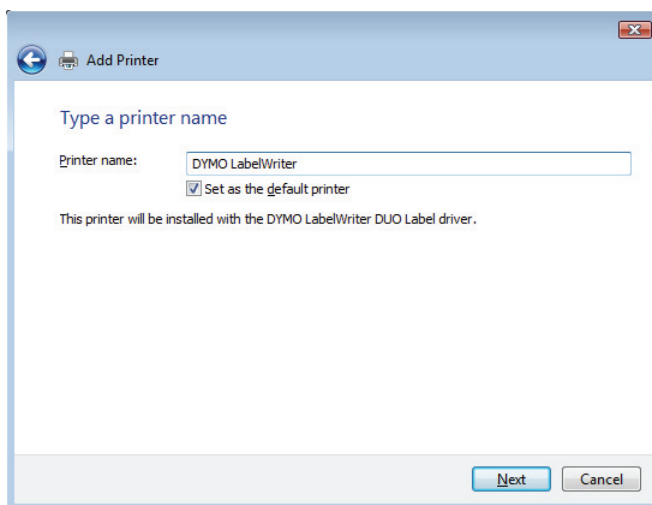 Add Printer
Type a printer name
Printer name: DYMO LabelWriter
Set as the default printer
This printer will be installed with the DYMO LabelWriter DUO Label driver.
Next Cancel